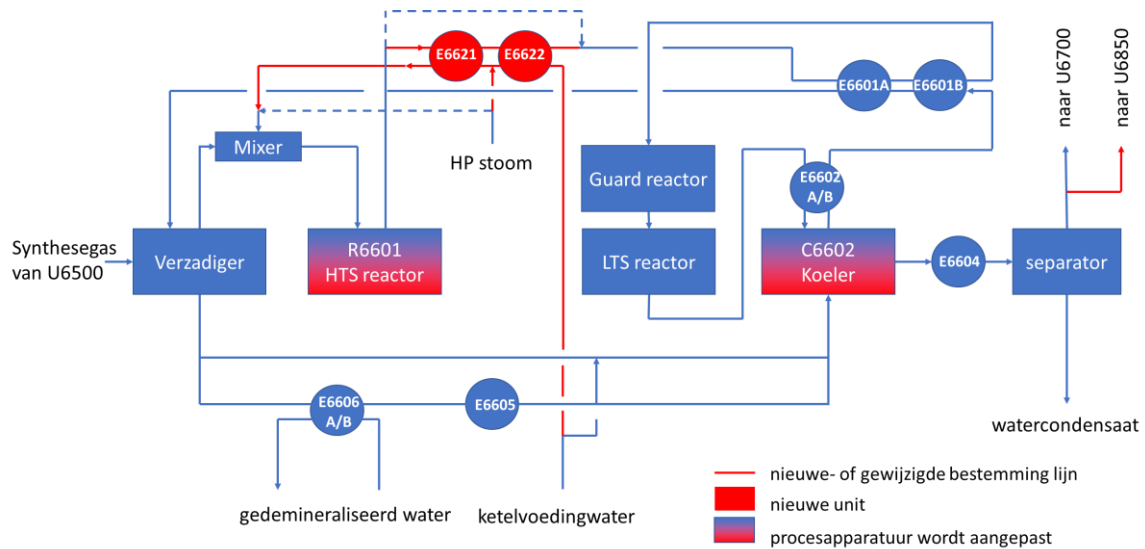 E6621
E6622
E6601A
E6601B
naar U6700
naar U6850
Mixer
HP stoom
Guard reactor
E6602
A/B
Synthesegas
van U6500
Verzadiger
R6601
HTS reactor
LTS reactor
C6602
Koeler
E6604
separator
E6606
A/B
E6605
watercondensaat
gedemineraliseerd water
ketelvoedingwater
nieuwe- of gewijzigde bestemming lijn
nieuwe unit
procesapparatuur wordt aangepast